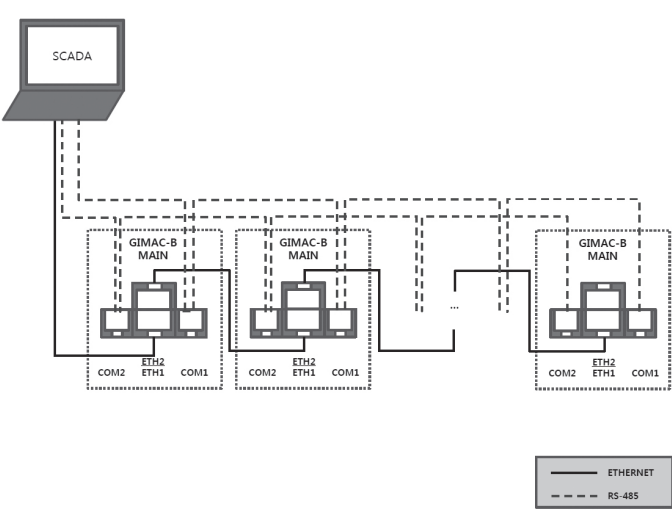 SCADA
GIMAC-B
MAIN
GIMAC-B
MAIN
GIMAC-B
MAIN
...
ETH2
COM2 ETH1 COM1
ETH2
COM2 ETH1 COM1
ETH2
COM2 ETH1 COM1
ETHERNET
RS-485